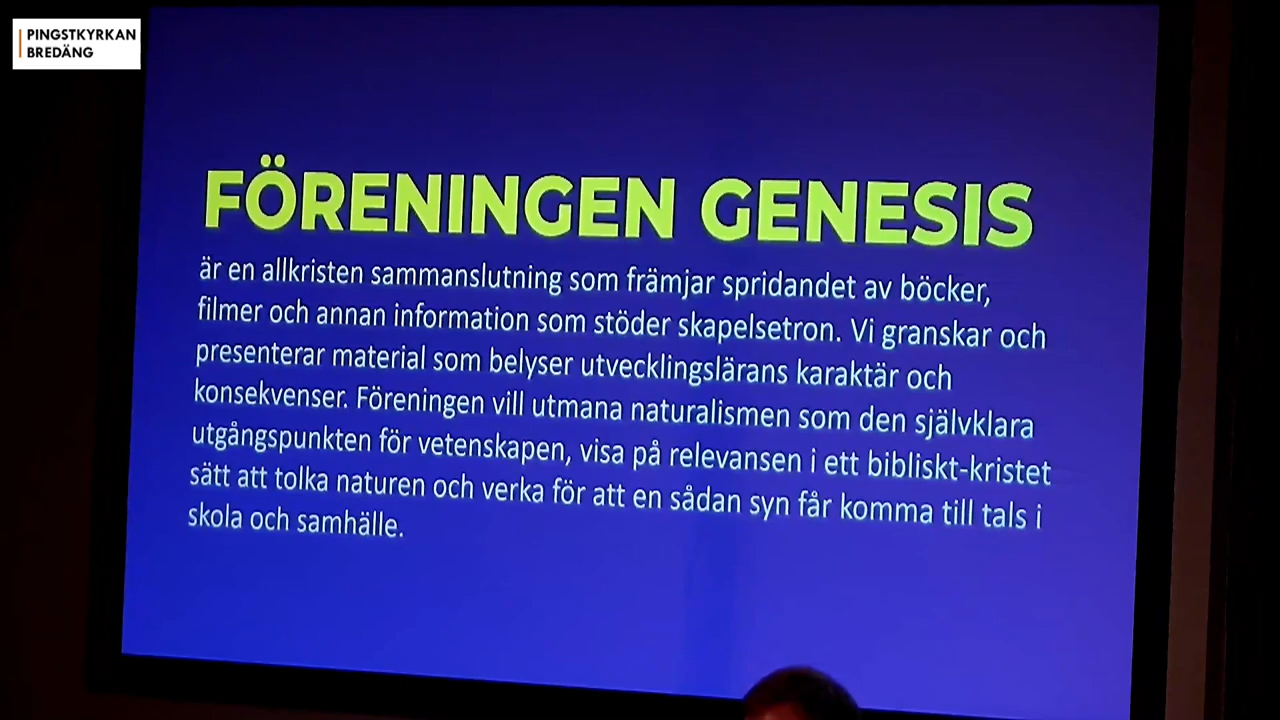 PINGSTKYRKAN
BREDÄNG
FÖRENINGEN GENESIS
är en allkristen sammanslutning som främjar spridandet av böcker,
filmer och annan information som stöder skapelsetron. Vi granskar och
presenterar material som belyser utvecklingslärans karaktär och
konsekvenser. Föreningen vill utmana naturalismen som den självklara
utgångspunkten för vetenskapen, visa på relevansen i ett bibliskt-kristet
sätt att tolka naturen och verka för att en sådan syn får komma till tals i
skola och samhälle.